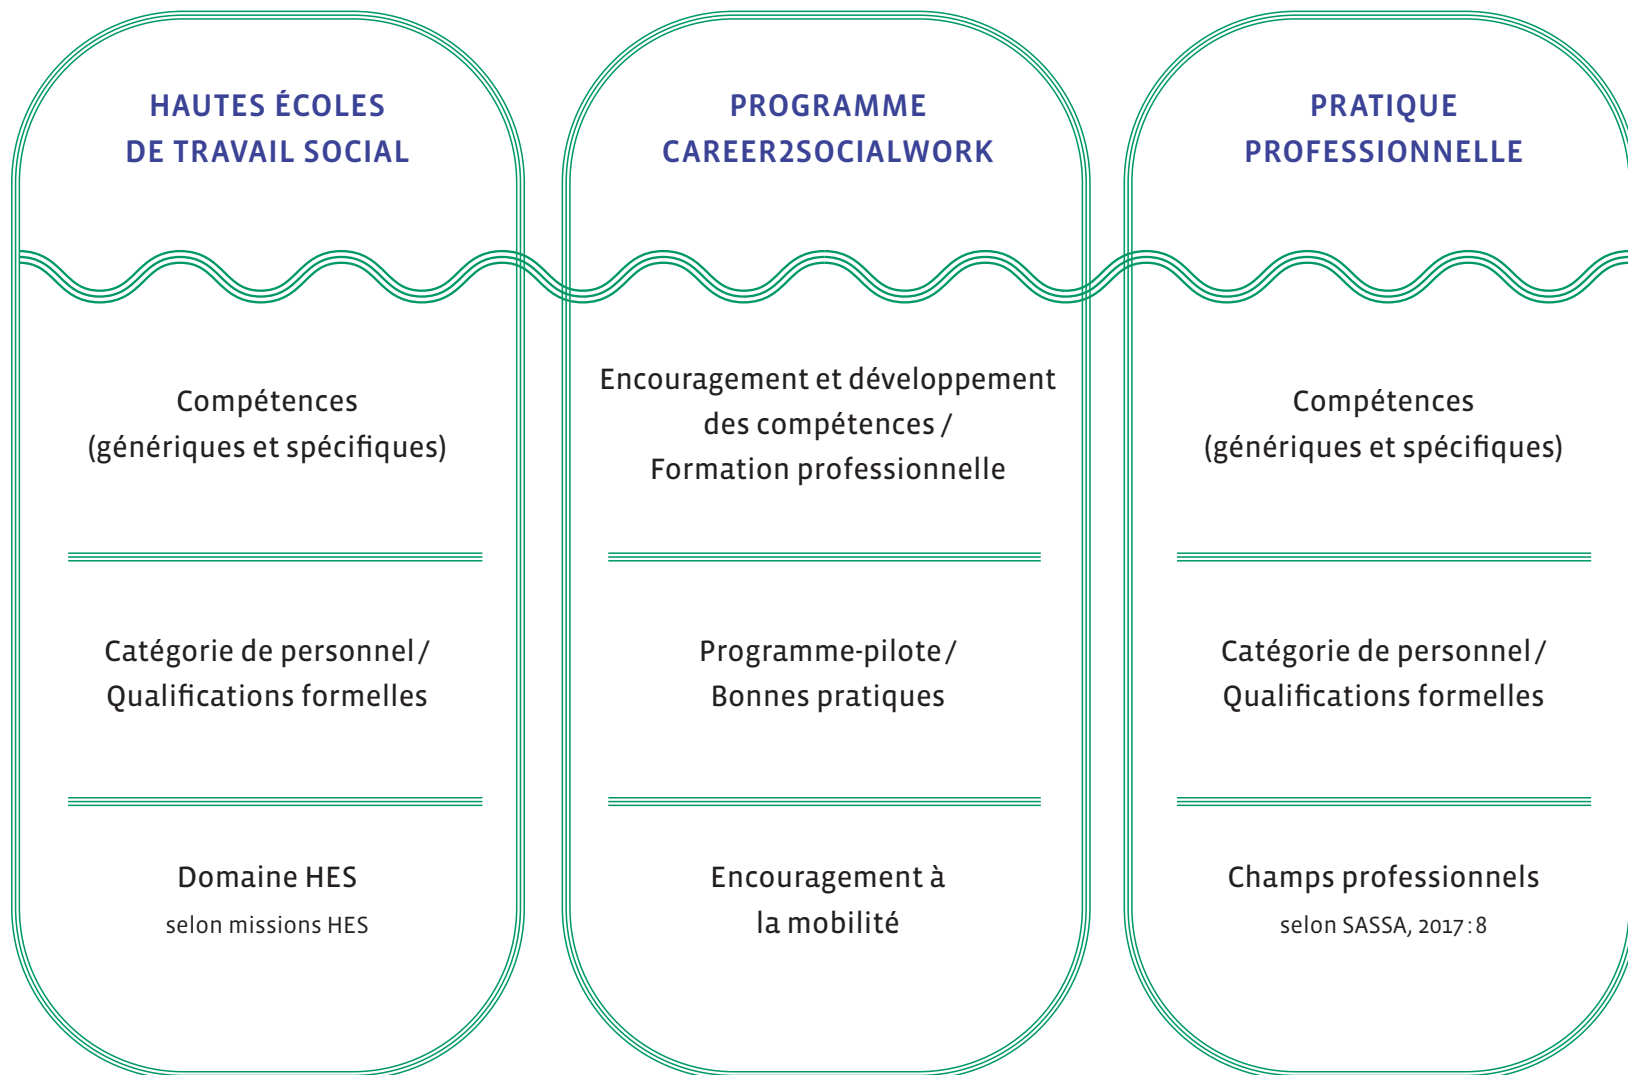 HAUTES ÉCOLES
DE TRAVAIL SOCIAL
Compétences
(génériques et spécifiques)
Catégorie de personnel/
Qualifications formelles
Domaine HES
selon missions HES
PROGRAMME
CAREER2SOCIALWORK
Encouragement et développement
des compétences /
Formation professionnelle
Programme-pilote/
Bonnes pratiques
Encouragement à
la mobilité
PRATIQUE
PROFESSIONNELLE
Compétences
(génériques et spécifiques)
Catégorie de personnel/
Qualifications formelles
Champs professionnels
selon SASSA, 2017:8